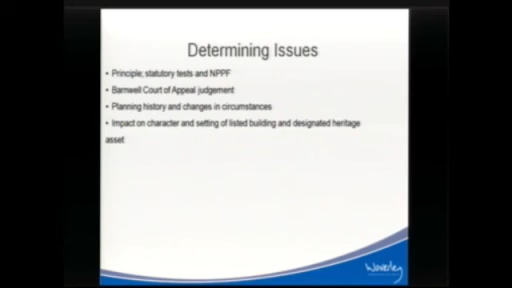 Determining Issues
• Principle; statutory tests and NPPF
• Barnwell Court of Appeal judgement
• Planning history and changes in circumstances
• Impact on character and setting of listed building and designated heritage
asset
Waverley